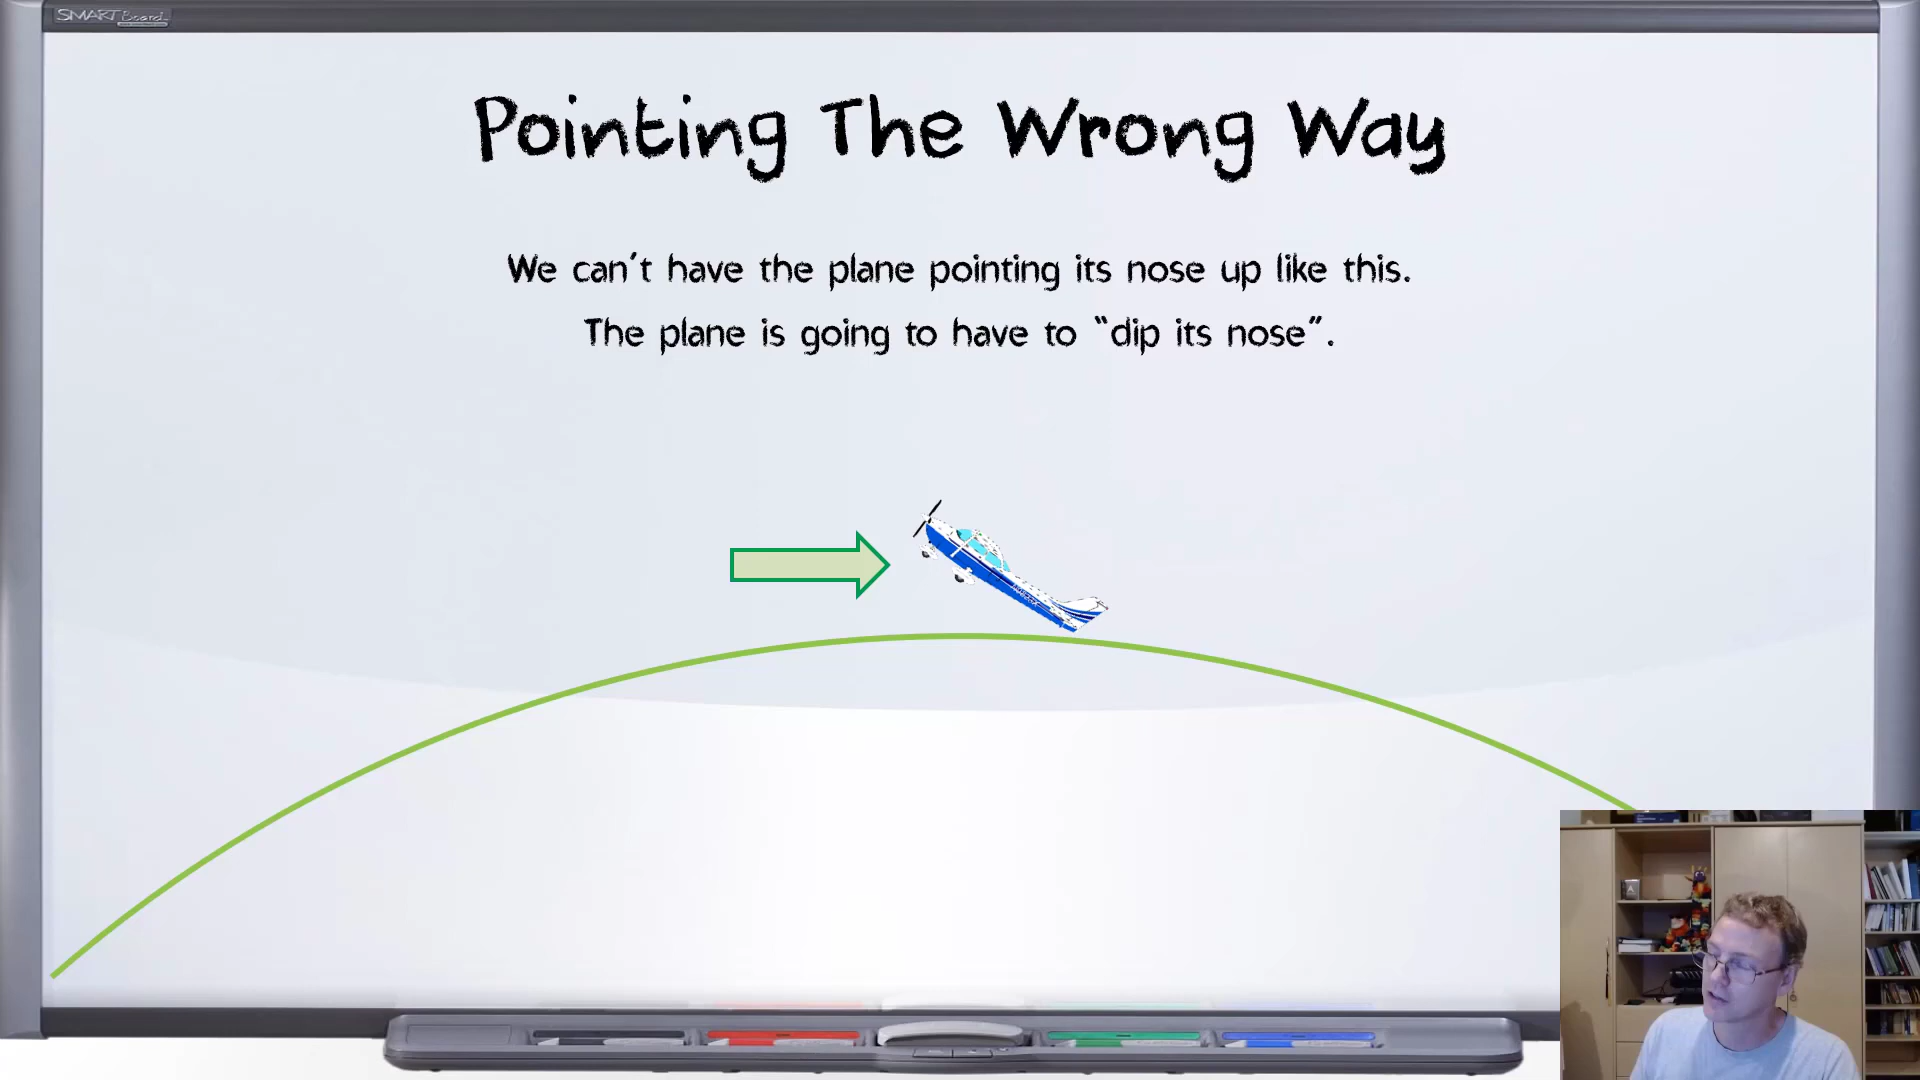 SMART Board
Pointing The Wrong Way
We can't have the plane pointing its nose up like this.
The plane is going to have to “dip its nose”.